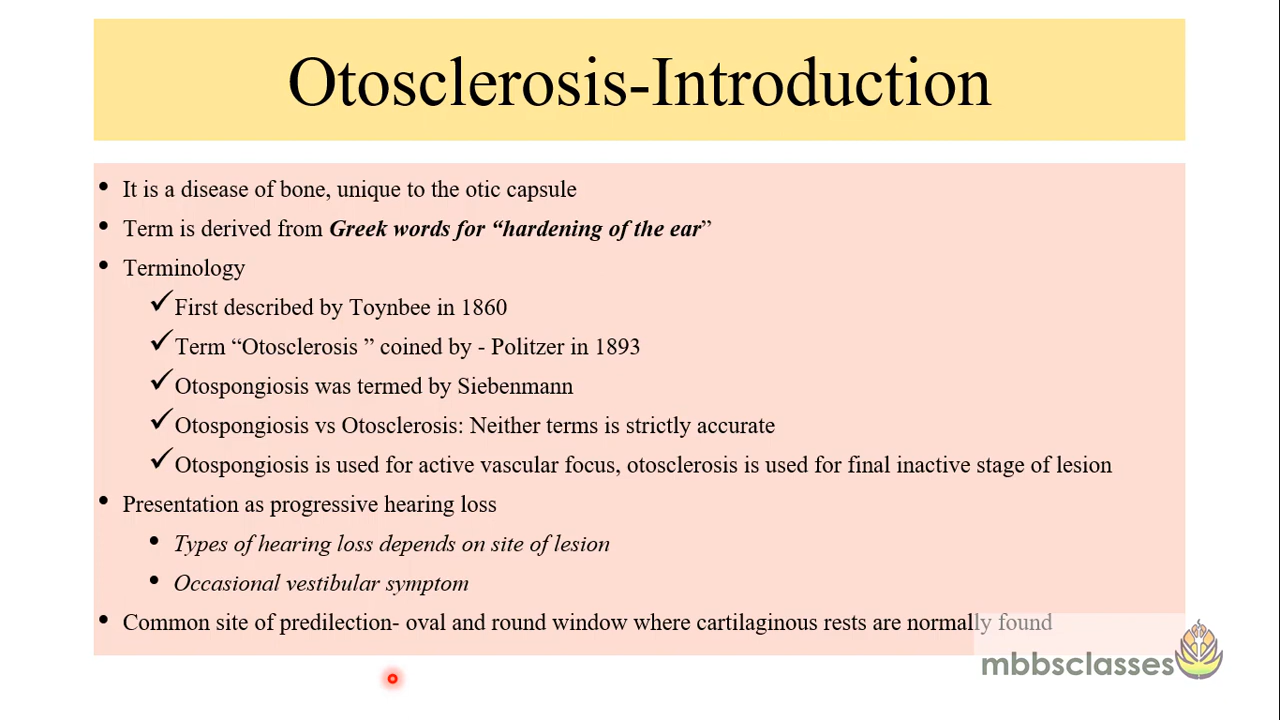 Otosclerosis-Introduction
• It is a disease of bone, unique to the otic capsule
• Term is derived from Greek words for “hardening of the ear”
• Terminology
✓First described by Toynbee in 1860
✓Term “Otosclerosis ” coined by - Politzer in 1893
✓Otospongiosis was termed by Siebenmann
✓Otospongiosis vs Otosclerosis: Neither terms is strictly accurate
✓Otospongiosis is used for active vascular focus, otosclerosis is used for final inactive stage of lesion
• Presentation as progressive hearing loss
• Types of hearing loss depends on site of lesion
• Occasional vestibular symptom
• Common site of predilection- oval and round window where cartilaginous rests are normally found
mbbsclasses